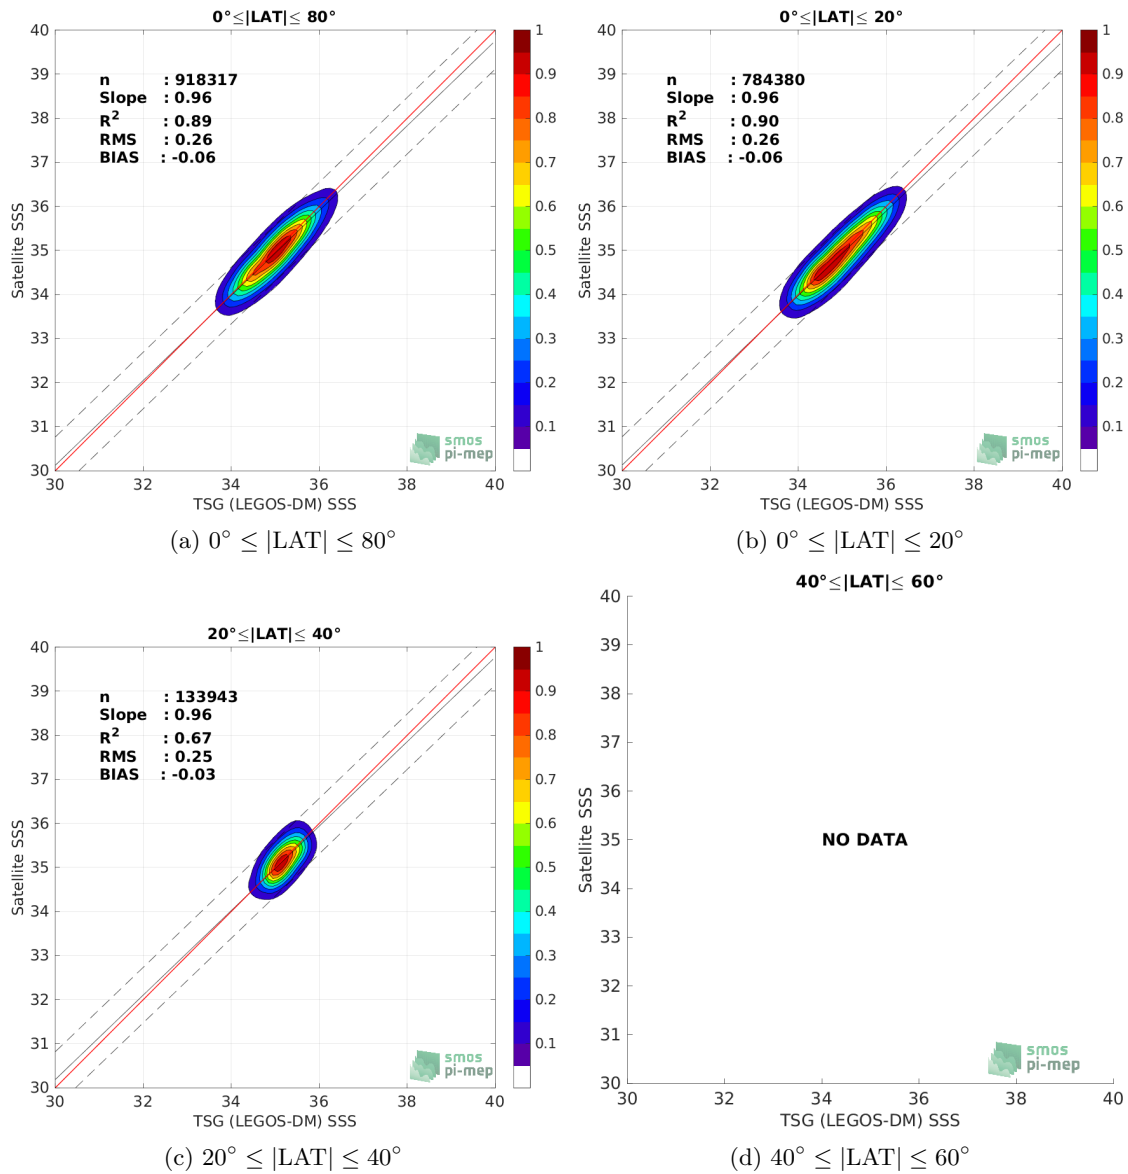 0°≤|LAT|≤ 80°
40
39
38
37
36
35
34
33
32
31
30
Satellite SSS
n : 918317
Slope : 0.96
R² : 0.89
RMS : 0.26
BIAS : -0.06
smos
pi-mep
30 32 34 36 38 40
TSG (LEGOS-DM) SSS
1
0.9
0.8
0.7
0.6
0.5
0.4
0.3
0.2
0.1
(a) 0° ≤ |LAT| ≤ 80°
0°≤|LAT|≤ 20°
40
39
38
37
36
35
34
33
32
31
30
Satellite SSS
n : 784380
Slope : 0.96
R² : 0.90
RMS : 0.26
BIAS : -0.06
smos
pi-mep
30 32 34 36 38 40
TSG (LEGOS-DM) SSS
1
0.9
0.8
0.7
0.6
0.5
0.4
0.3
0.2
0.1
(b) 0° ≤ |LAT| ≤ 20°
20°≤|LAT|≤ 40°
40
39
38
37
36
35
34
33
32
31
30
Satellite SSS
n : 133943
Slope : 0.96
R² : 0.67
RMS : 0.25
BIAS : -0.03
smos
pi-mep
30 32 34 36 38 40
TSG (LEGOS-DM) SSS
1
0.9
0.8
0.7
0.6
0.5
0.4
0.3
0.2
0.1
(c) 20° ≤ |LAT| ≤ 40°
40°≤|LAT|≤ 60°
40
39
38
37
36
35
34
33
32
31
30
Satellite SSS
NO DATA
smos
pi-mep
30 32 34 36 38 40
TSG (LEGOS-DM) SSS
(d) 40° ≤ |LAT| ≤ 60°